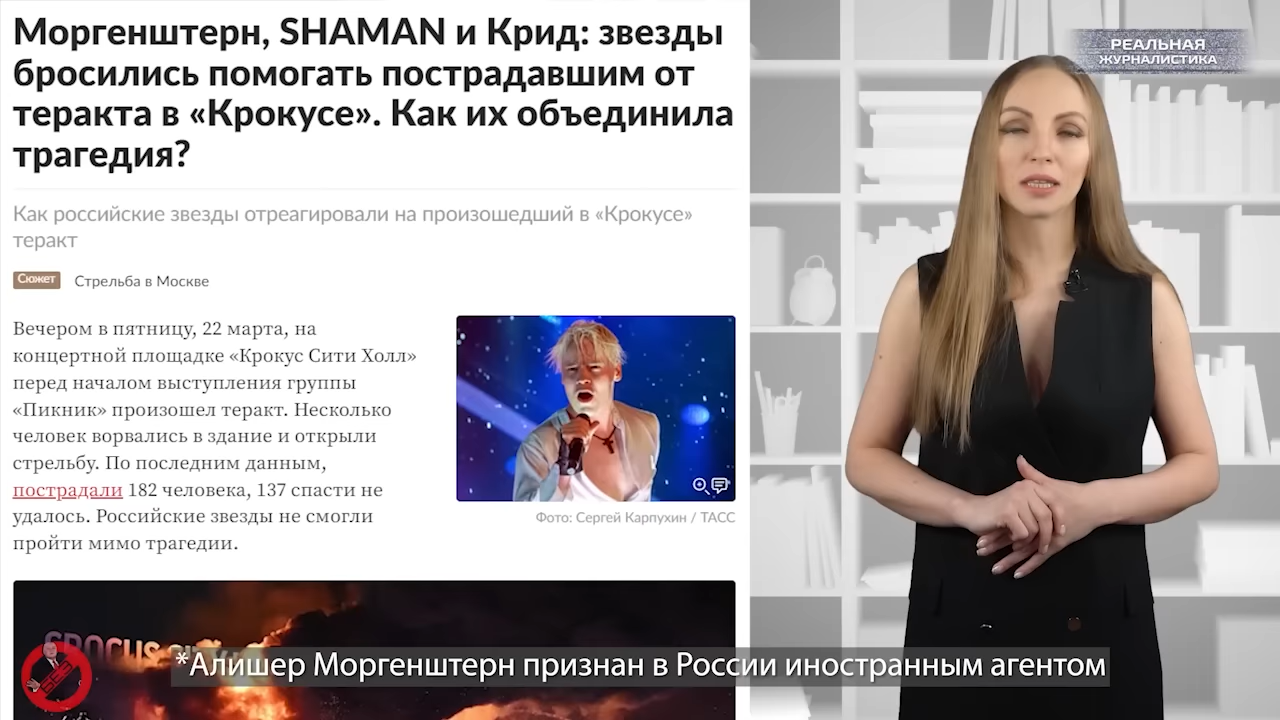 Моргенштерн, SHAMAN и Крид: звезды
бросились помогать пострадавшим от
теракта в «Крокусе». Как их объединила
трагедия?
Как российские звезды отреагировали на произошедший в «Крокусе»
теракт
Сюжет Стрельба в Москве
Вечером в пятницу, 22 марта, на
концертной площадке «Крокус Сити Холл»
перед началом выступления группы
«Пикник» произошел теракт. Несколько
человек ворвались в здание и открыли
стрельбу. По последним данным,
пострадали 182 человека, 137 спасти не
удалось. Российские звезды не смогли
пройти мимо трагедии.
Фото: Сергей Карпухин / ТАСС
РЕАЛЬНАЯ
ЖУРНАЛИСТИКА
CROCUS
*Алишер Моргенштерн признан в России иностранным агентом